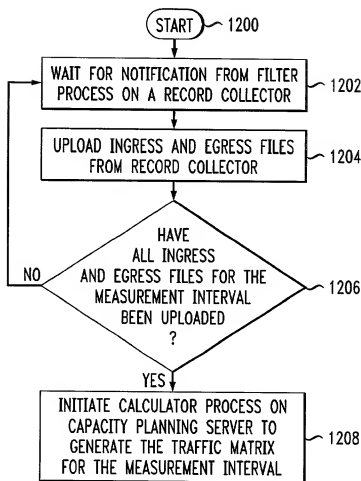 START
1200
WAIT FOR NOTIFICATION FROM FILTER
PROCESS ON A RECORD COLLECTOR
1202
UPLOAD INGRESS AND EGRESS FILES
FROM RECORD COLLECTOR
1204
HAVE
ALL INGRESS
AND EGRESS FILES FOR THE
MEASUREMENT INTERVAL
BEEN UPLOADED
?
1206
NO
YES
INITIATE CALCULATOR PROCESS ON
CAPACITY PLANNING SERVER TO
GENERATE THE TRAFFIC MATRIX
FOR THE MEASUREMENT INTERVAL
1208